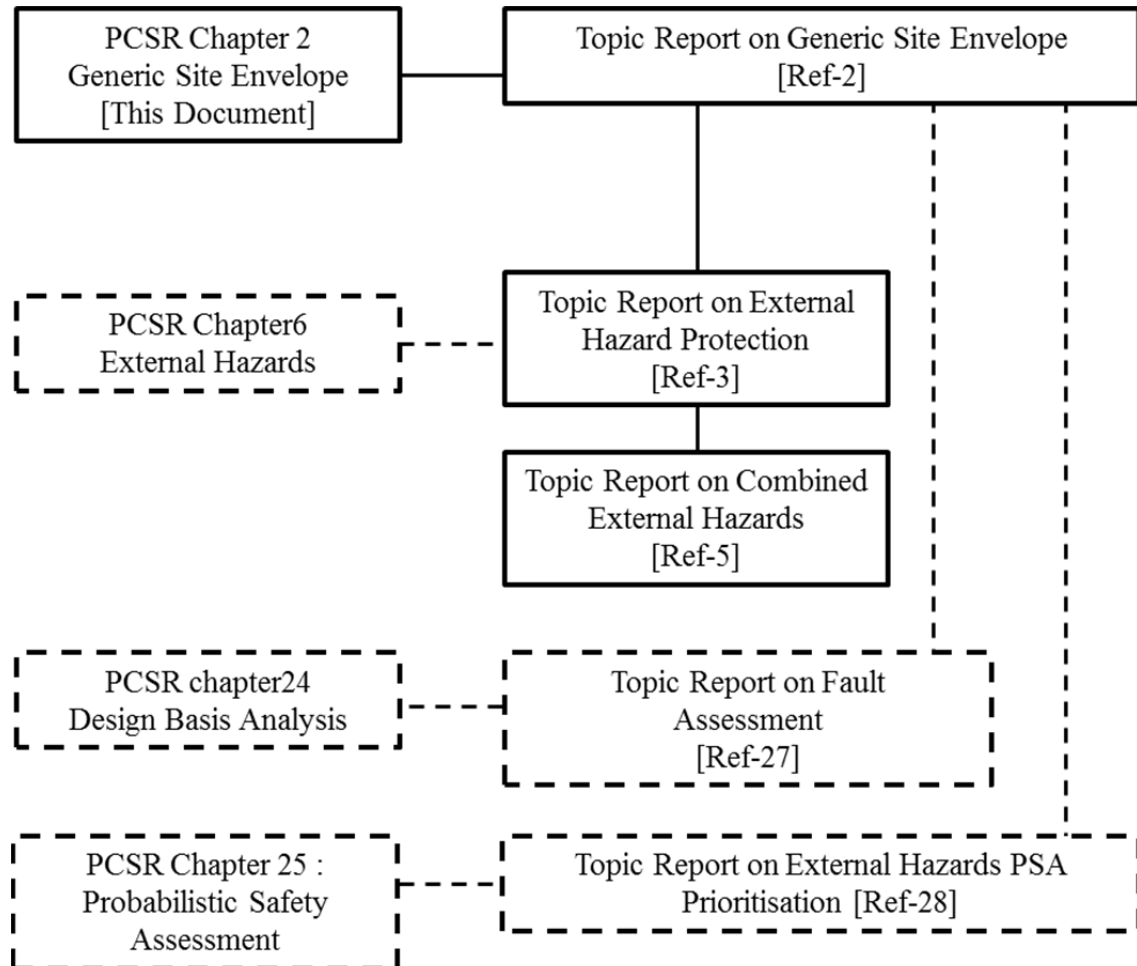 PCSR Chapter 2
Generic Site Envelope
[This Document]
Topic Report on Generic Site Envelope
[Ref-2]
PCSR Chapter6
External Hazards
Topic Report on External
Hazard Protection
[Ref-3]
Topic Report on Combined
External Hazards
[Ref-5]
PCSR chapter24
Design Basis Analysis
Topic Report on Fault
Assessment
[Ref-27]
PCSR Chapter 25 :
Probabilistic Safety
Assessment
Topic Report on External Hazards PSA
Prioritisation [Ref-28]